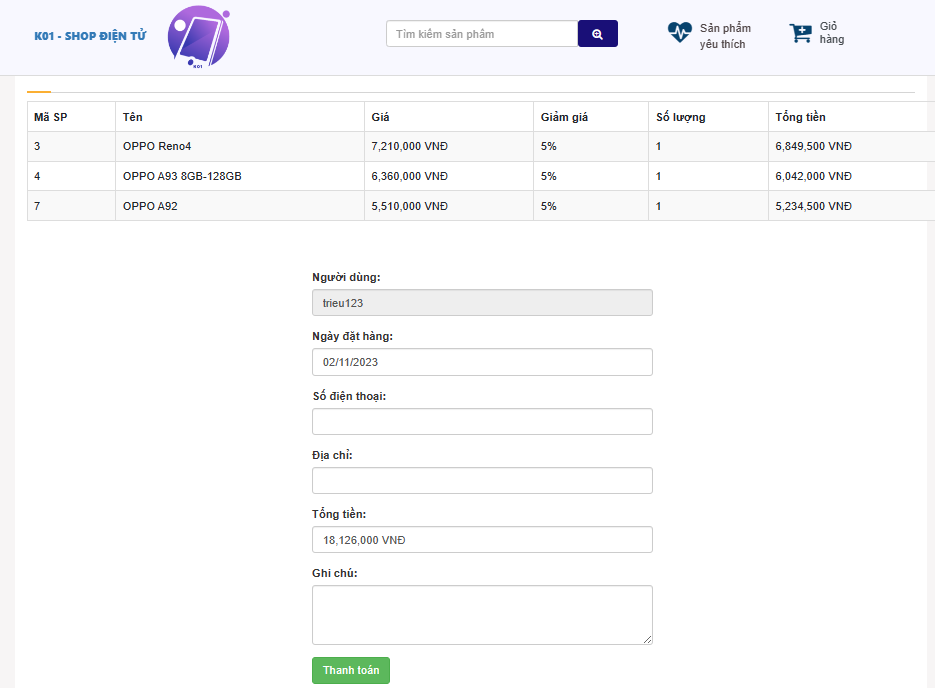 K01 - SHOP ĐIỆN TỬ
K01
Tìm kiếm sản phẩm
Sản phẩm
yêu thích
Giỏ
hàng
Mã SP Tên Giá Giảm giá Số lượng Tổng tiền
3 OPPO Reno4 7,210,000 VNĐ 5% 1 6,849,500 VNĐ
4 OPPO A93 8GB-128GB 6,360,000 VNĐ 5% 1 6,042,000 VNĐ
7 OPPO A92 5,510,000 VNĐ 5% 1 5,234,500 VNĐ
Người dùng:
trieu123
Ngày đặt hàng:
02/11/2023
Số điện thoại:
Địa chỉ:
Tổng tiền:
18,126,000 VNĐ
Ghi chú:
Thanh toán